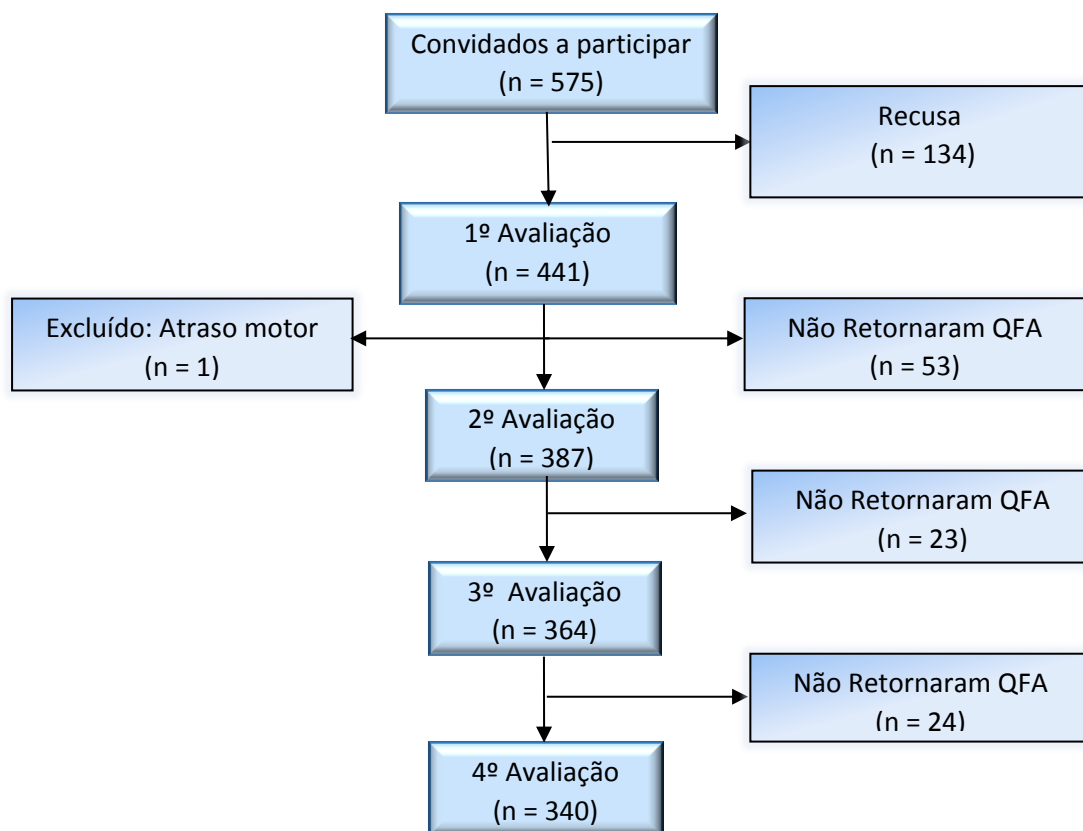 Convidados a participar
(n = 575)
Recusa
(n = 134)
1º Avaliação
(n = 441)
Excluído: Atraso motor
(n = 1)
Não Retornaram QFA
(n = 53)
2º Avaliação
(n = 387)
Não Retornaram QFA
(n = 23)
3º Avaliação
(n = 364)
Não Retornaram QFA
(n = 24)
4º Avaliação
(n = 340)